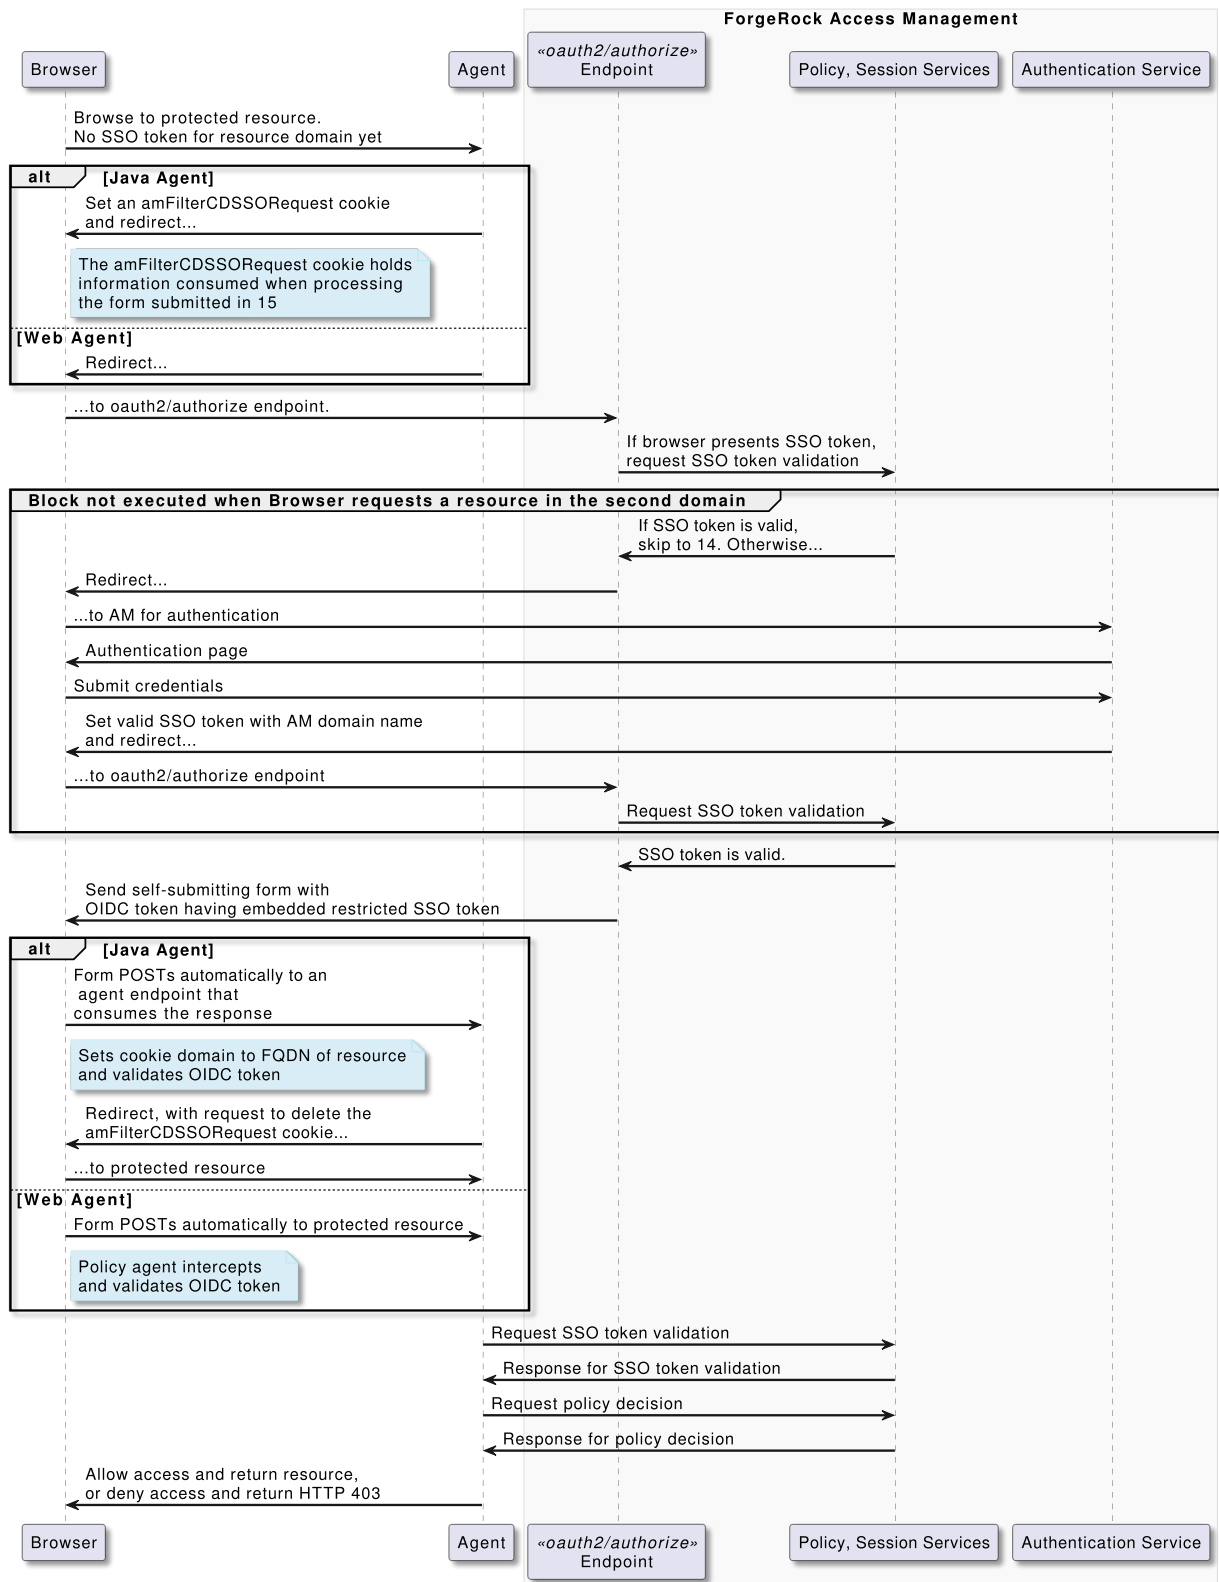 ForgeRock Access Management
Browser
Agent
«oauth2/authorize»
Endpoint
Policy, Session Services
Authentication Service
Browse to protected resource.
No SSO token for resource domain yet
alt
[Java Agent]
Set an amFilterCDSSORequest cookie
and redirect...
The amFilterCDSSORequest cookie holds
information consumed when processing
the form submitted in 15
[Web Agent]
Redirect...
...to oauth2/authorize endpoint.
If browser presents SSO token,
request SSO token validation
Block not executed when Browser requests a resource in the second domain
If SSO token is valid,
skip to 14. Otherwise...
Redirect...
...to AM for authentication
Authentication page
Submit credentials
Set valid SSO token with AM domain name
and redirect...
...to oauth2/authorize endpoint
Request SSO token validation
SSO token is valid.
Send self-submitting form with
OIDC token having embedded restricted SSO token
alt
[Java Agent]
Form POSTs automatically to an
agent endpoint that
consumes the response
Sets cookie domain to FQDN of resource
and validates OIDC token
Redirect, with request to delete the
amFilterCDSSORequest cookie...
...to protected resource
[Web Agent]
Form POSTs automatically to protected resource
Policy agent intercepts
and validates OIDC token
Request SSO token validation
Response for SSO token validation
Request policy decision
Response for policy decision
Allow access and return resource,
or deny access and return HTTP 403
Browser
Agent
«oauth2/authorize»
Endpoint
Policy, Session Services
Authentication Service